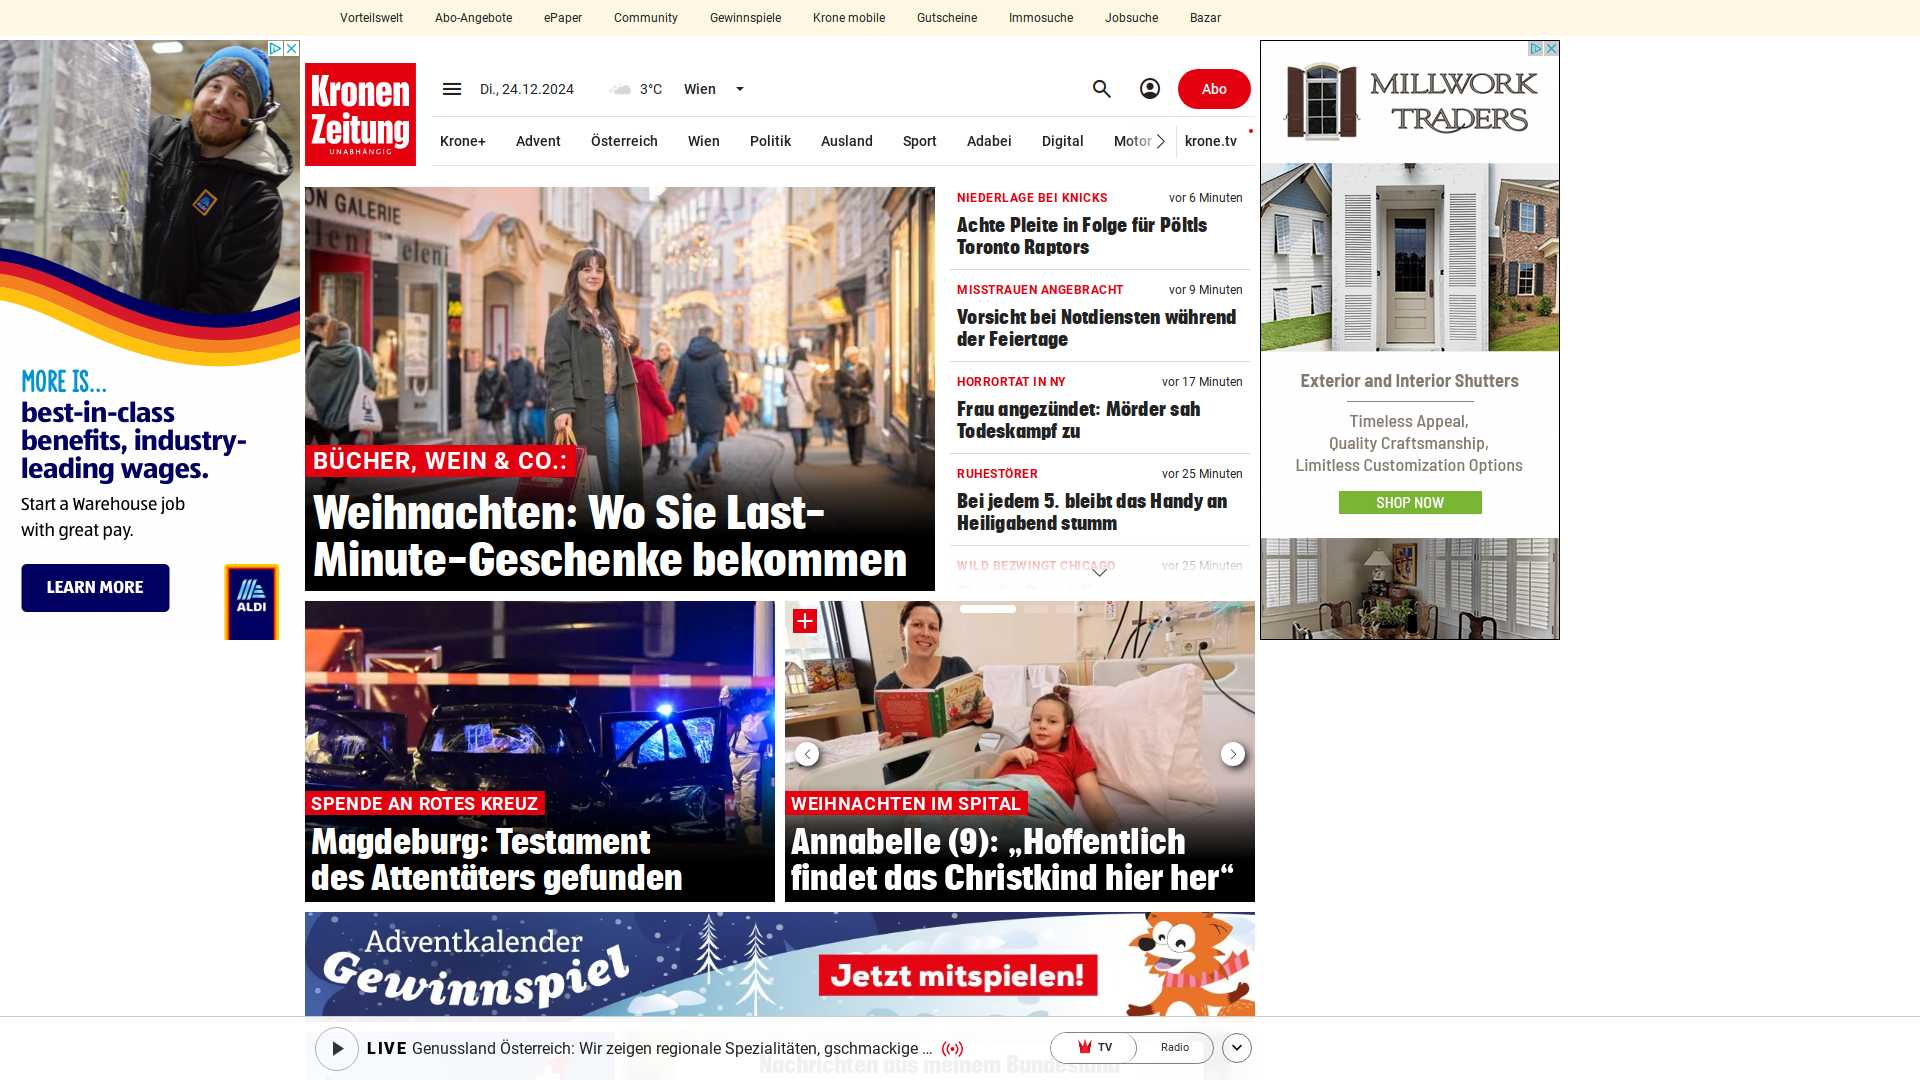 Vorteilswelt Abo-Angebote ePaper Community Gewinnspiele Krone mobile Gutscheine Immosuche Jobsuche Bazar
Kronen
Zeitung
UNABHÄNGIG
Di., 24.12.2024 3°C Wien
Abo
Krone+ Advent Österreich Wien Politik Ausland Sport Adabei Digital Motor krone.tv
MORE IS...
best-in-class
benefits, industry-
leading wages.
Start a Warehouse job
with great pay.
LEARN MORE
ALDI
ON GALERIE
eleni eleni
BÜCHER, WEIN & CO.:
Weihnachten: Wo Sie Last-
Minute-Geschenke bekommen
NIEDERLAGE BEI KNICKS vor 6 Minuten
Achte Pleite in Folge für Pöltls
Toronto Raptors
MISSTRAUEN ANGEBRACHT vor 9 Minuten
Vorsicht bei Notdiensten während
der Feiertage
HORRORTAT IN NY vor 17 Minuten
Frau angezündet: Mörder sah
Todeskampf zu
RUHESTÖRER vor 25 Minuten
Bei jedem 5. bleibt das Handy an
Heiligabend stumm
WILD BEZWINGT CHICAGO vor 25 Minuten
MILLWORK
TRADERS
Exterior and Interior Shutters
Timeless Appeal,
Quality Craftsmanship,
Limitless Customization Options
SHOP NOW
SPENDE AN ROTES KREUZ
Magdeburg: Testament
des Attentäters gefunden
WEIHNACHTEN IM SPITAL
Annabelle (9): „Hoffentlich
findet das Christkind hier her“
Adventkalender
Gewinnspiel
Jetzt mitspielen!
LIVE Genussland Österreich: Wir zeigen regionale Spezialitäten, gschmackige ...
TV Radio
Nachrichten aus meinem Bundesland